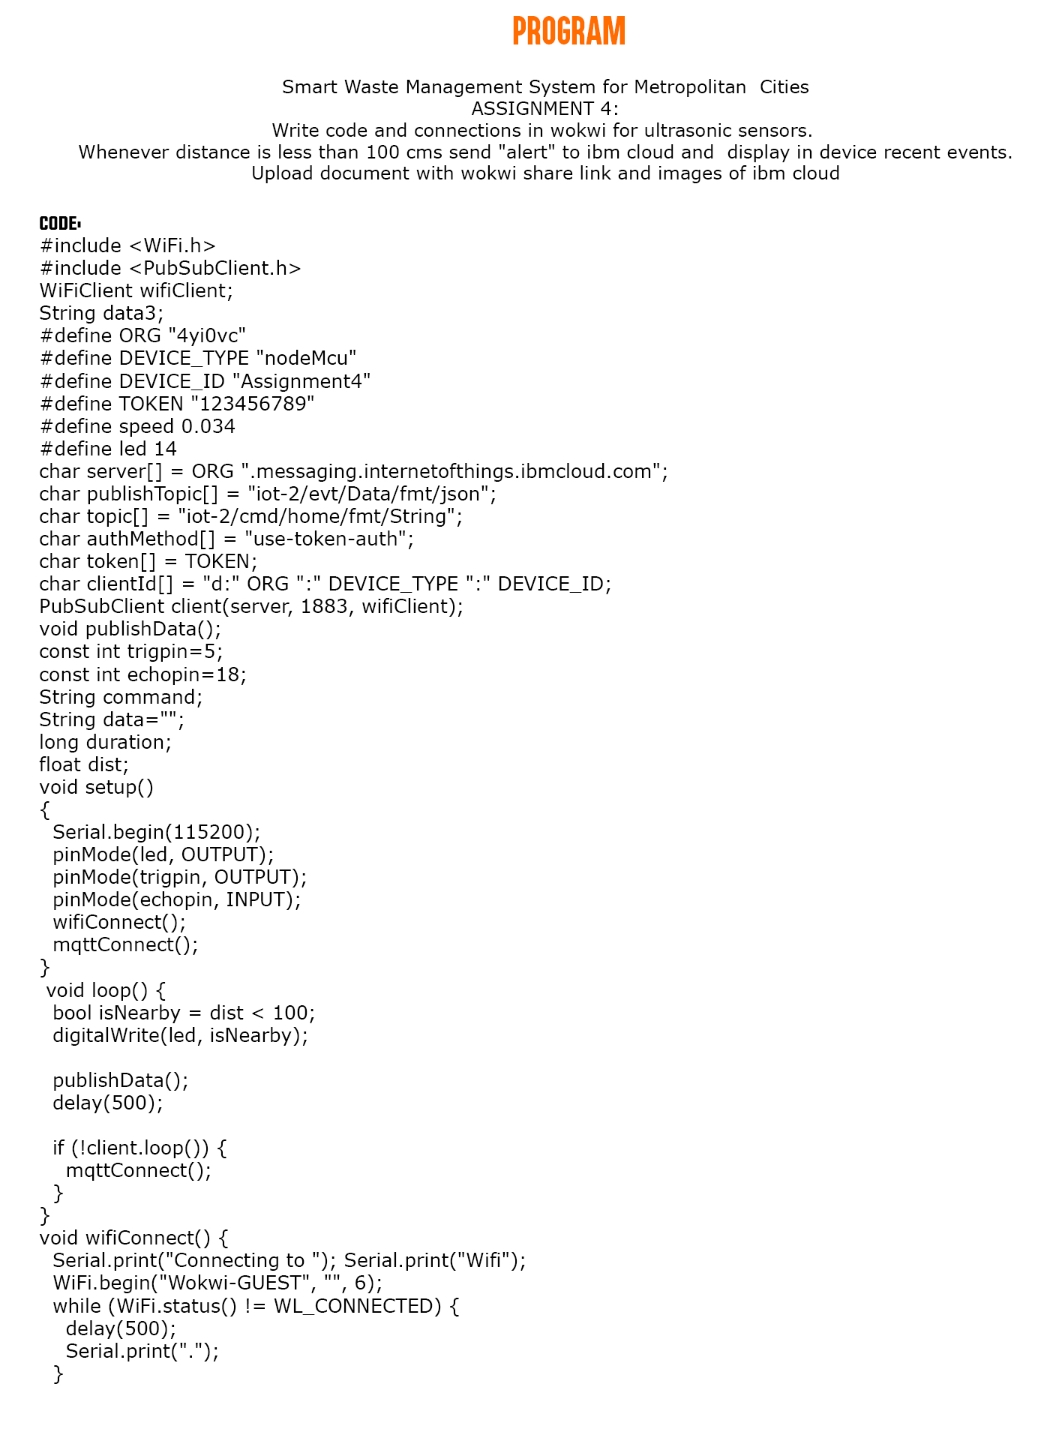 PROGRAM
Smart Waste Management System for Metropolitan  Cities
ASSIGNMENT 4:
Write code and connections in wokwi for ultrasonic sensors.
Whenever distance is less than 100 cms send "alert" to ibm cloud and  display in device recent events.
Upload document with wokwi share link and images of ibm cloud
CODE:
#include <WiFi.h>
#include <PubSubClient.h>
WiFiClient wifiClient;
String data3;
#define ORG "4yi0vc"
#define DEVICE_TYPE "nodeMcu"
#define DEVICE_ID "Assignment4"
#define TOKEN "123456789"
#define speed 0.034
#define led 14
char server[] = ORG ".messaging.internetofthings.ibmcloud.com";
char publishTopic[] = "iot-2/evt/Data/fmt/json";
char topic[] = "iot-2/cmd/home/fmt/String";
char authMethod[] = "use-token-auth";
char token[] = TOKEN;
char clientId[] = "d:" ORG ":" DEVICE_TYPE ":" DEVICE_ID;
PubSubClient client(server, 1883, wifiClient);
void publishData();
const int trigpin=5;
const int echopin=18;
String command;
String data="";
long duration;
float dist;
void setup()
{
  Serial.begin(115200);
  pinMode(led, OUTPUT);
  pinMode(trigpin, OUTPUT);
  pinMode(echopin, INPUT);
  wifiConnect();
  mqttConnect();
}
 void loop() {
  bool isNearby = dist < 100;
  digitalWrite(led, isNearby);
  publishData();
  delay(500);
  if (!client.loop()) {
    mqttConnect();
  }
}
void wifiConnect() {
  Serial.print("Connecting to "); Serial.print("Wifi");
  WiFi.begin("Wokwi-GUEST", "", 6);
  while (WiFi.status() != WL_CONNECTED) {
    delay(500);
    Serial.print(".");
  }